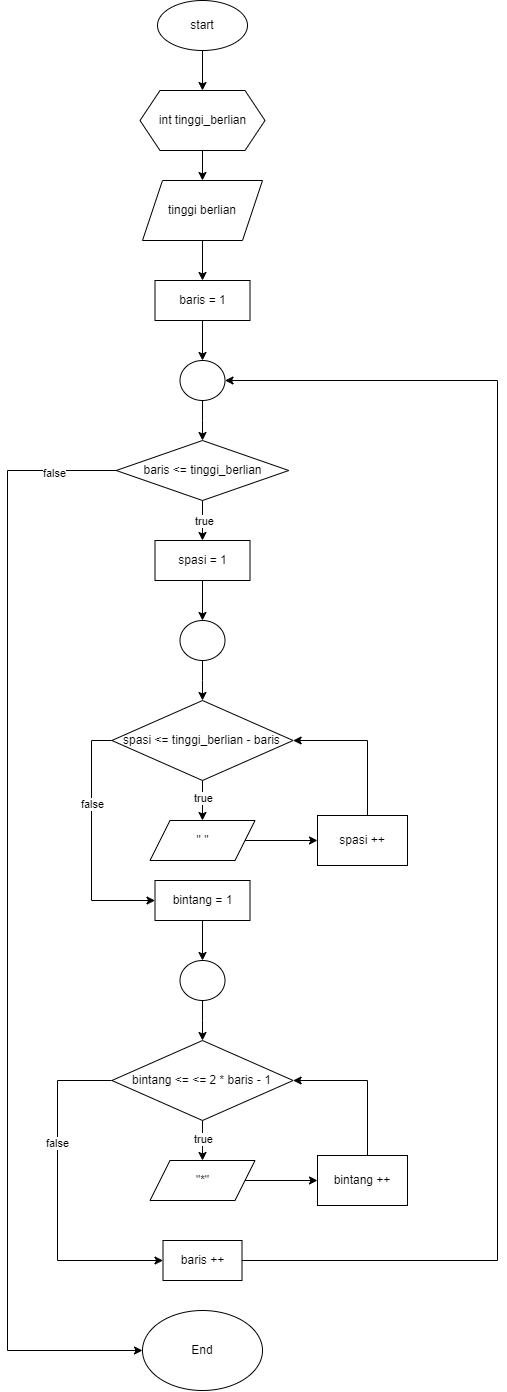 start
int tinggi_berlian
tinggi berlian
baris = 1
baris <= tinggi_berlian
false
true
spasi = 1
spasi <= tinggi_berlian - baris
true
false
" "
spasi ++
bintang = 1
bintang <= <= 2 * baris - 1
true
false
"*"
bintang ++
baris ++
End